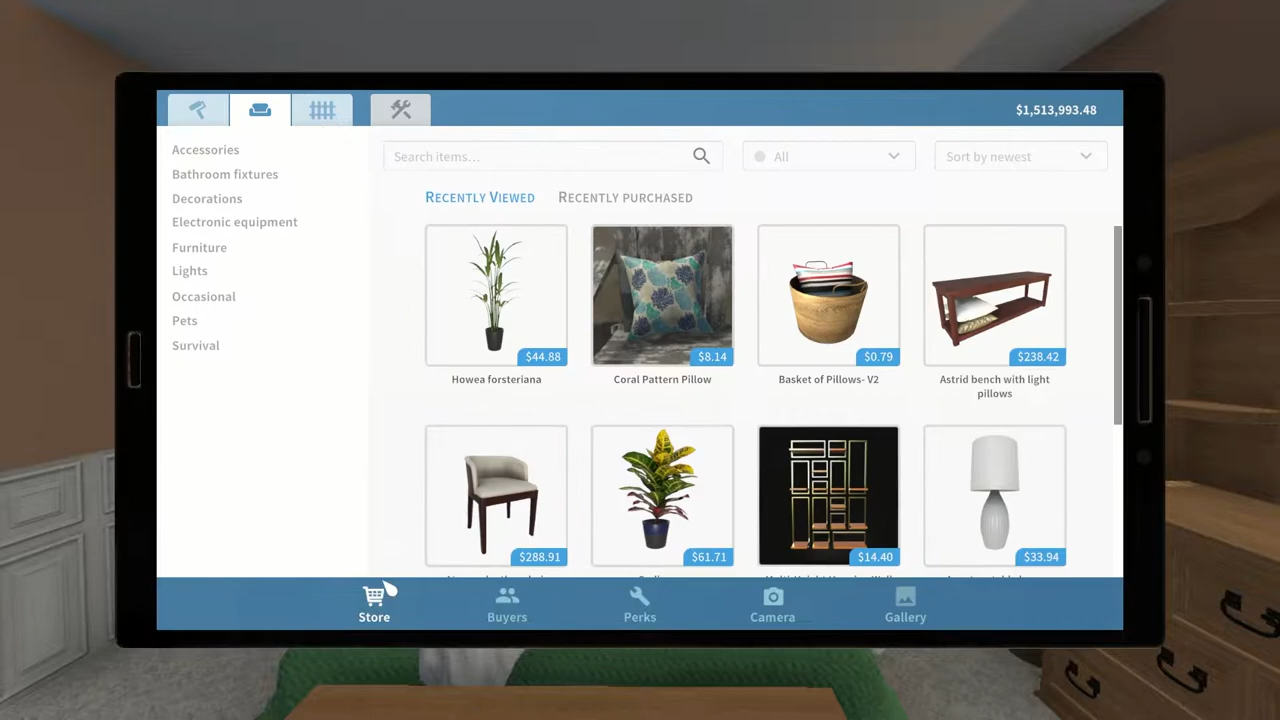 $1,513,993.48
Accessories
Bathroom fixtures
Decorations
Electronic equipment
Furniture
Lights
Occasional
Pets
Survival
Search items...
All
Sort by newest
Recently Viewed
Recently purchased
$44.88
$8.14
$0.79
$238.42
Howea forsteriana
Coral Pattern Pillow
Basket of Pillows- V2
Astrid bench with light
pillows
$288.91
$61.71
$14.40
$33.94
Store
Buyers
Perks
Camera
Gallery